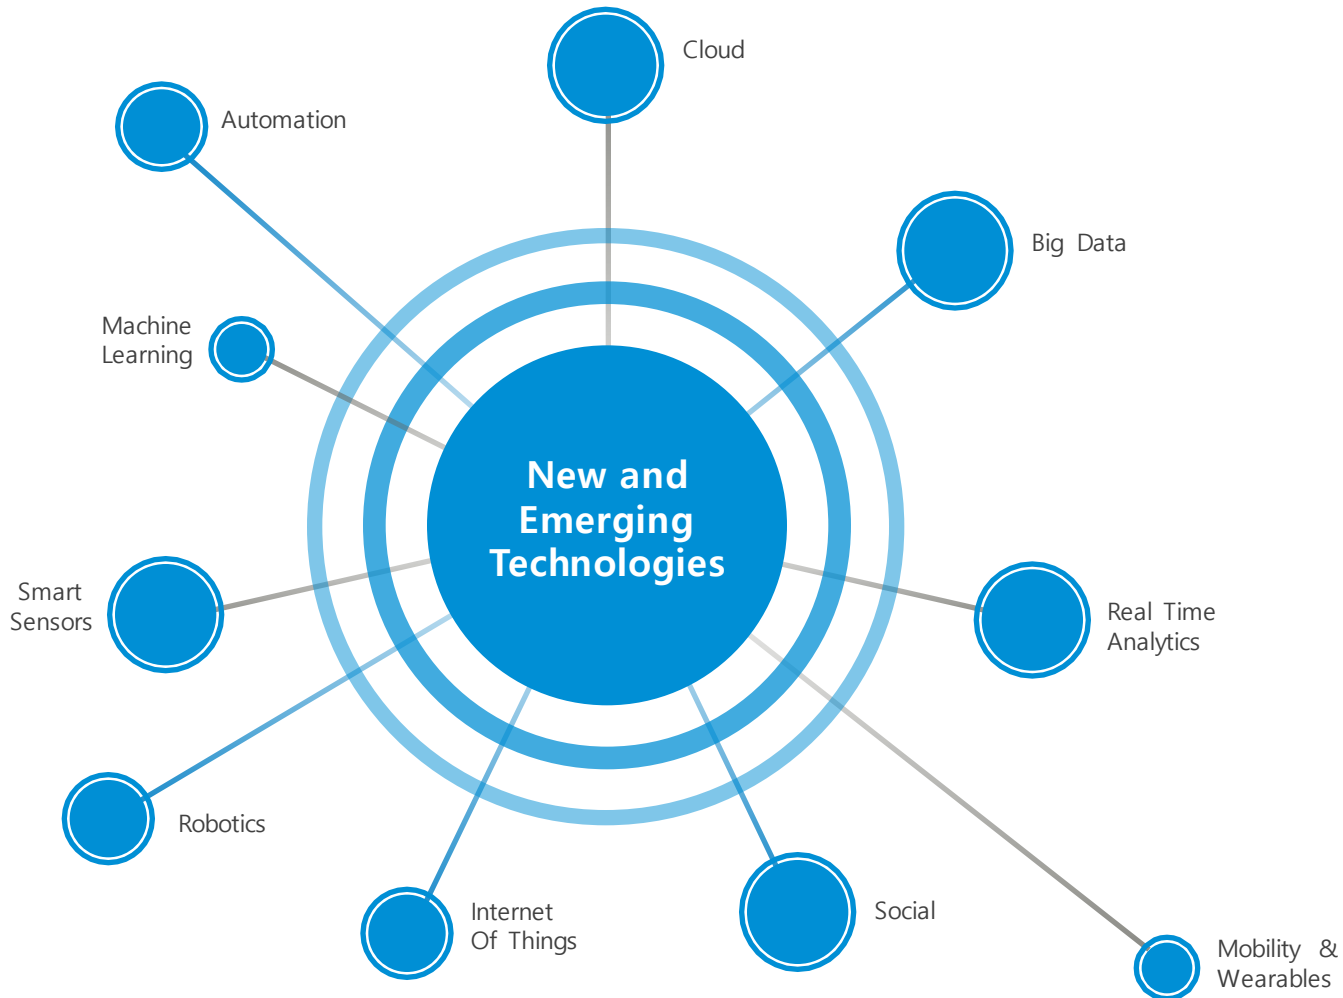 Cloud
Automation
Big Data
Machine
Learning
New and
Emerging
Technologies
Smart
Sensors
Real Time
Analytics
Robotics
Internet
Of Things
Social
Mobility &
Wearables